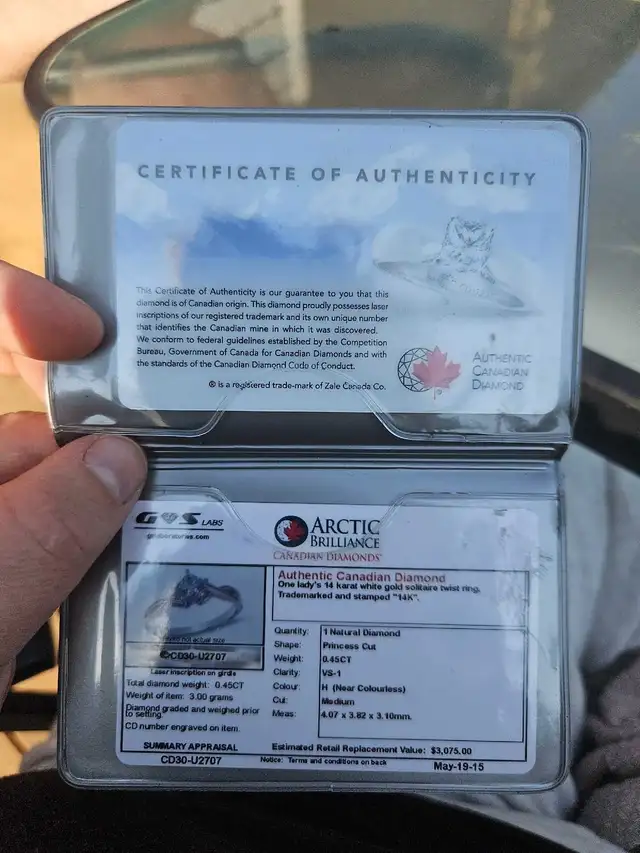 CERTIFICATE OF AUTHENTICITY
This Certificate of Authenticity is our guarantee to you that this
diamond is of Canadian origin. This diamond proudly possesses laser
inscriptions of our registered trademark and its own unique number
that identifies the Canadian mine in which it was discovered.
We conform to federal guidelines established by the Competition
Bureau, Government of Canada for Canadian Diamonds and with
the standards of the Canadian Diamond Code of Conduct.
® is a registered trade-mark of Zale Canada Co.
AUTHENTIC
CANADIAN
DIAMOND
GS LABS
ARCTIC
BRILLIANCE
CANADIAN DIAMONDS
Authentic Canadian Diamond
One lady's 14 karat white gold solitaire twist ring.
Trademarked and stamped "14K".
not actual size
CD30-U2707
Laser inscription on girdle
Total diamond weight: 0.45CT
Weight of item: 3.00 grams
Diamond graded and weighed prior
to setting.
CD number engraved on item.
Quantity: 1 Natural Diamond
Shape: Princess Cut
Weight: 0.45CT
Clarity: VS-1
Colour: H (Near Colourless)
Cut: Medium
Meas: 4.07 x 3.82 x 3.10mm.
SUMMARY APPRAISAL
CD30-U2707
Estimated Retail Replacement Value: $3,075.00
Notice: Terms and conditions on back
May-19-15